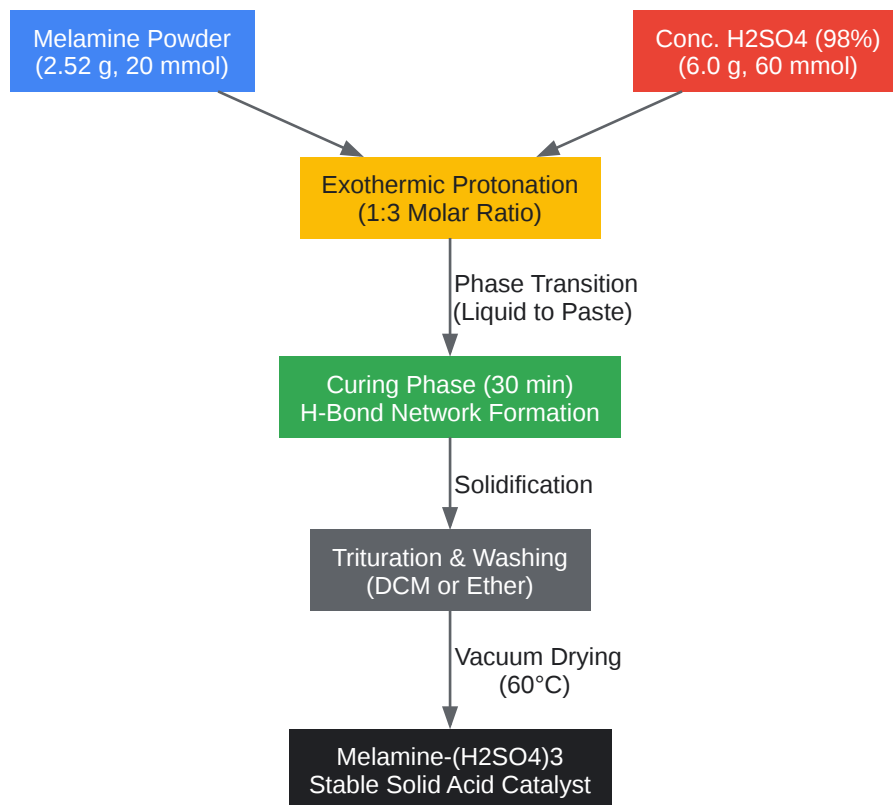 Melamine Powder
(2.52 g, 20 mmol)
Conc. H2SO4 (98%)
(6.0 g, 60 mmol)
Exothermic Protonation
(1:3 Molar Ratio)
Phase Transition
(Liquid to Paste)
Curing Phase (30 min)
H-Bond Network Formation
Solidification
Trituration & Washing
(DCM or Ether)
Vacuum Drying
(60°C)
Melamine-(H2SO4)3
Stable Solid Acid Catalyst